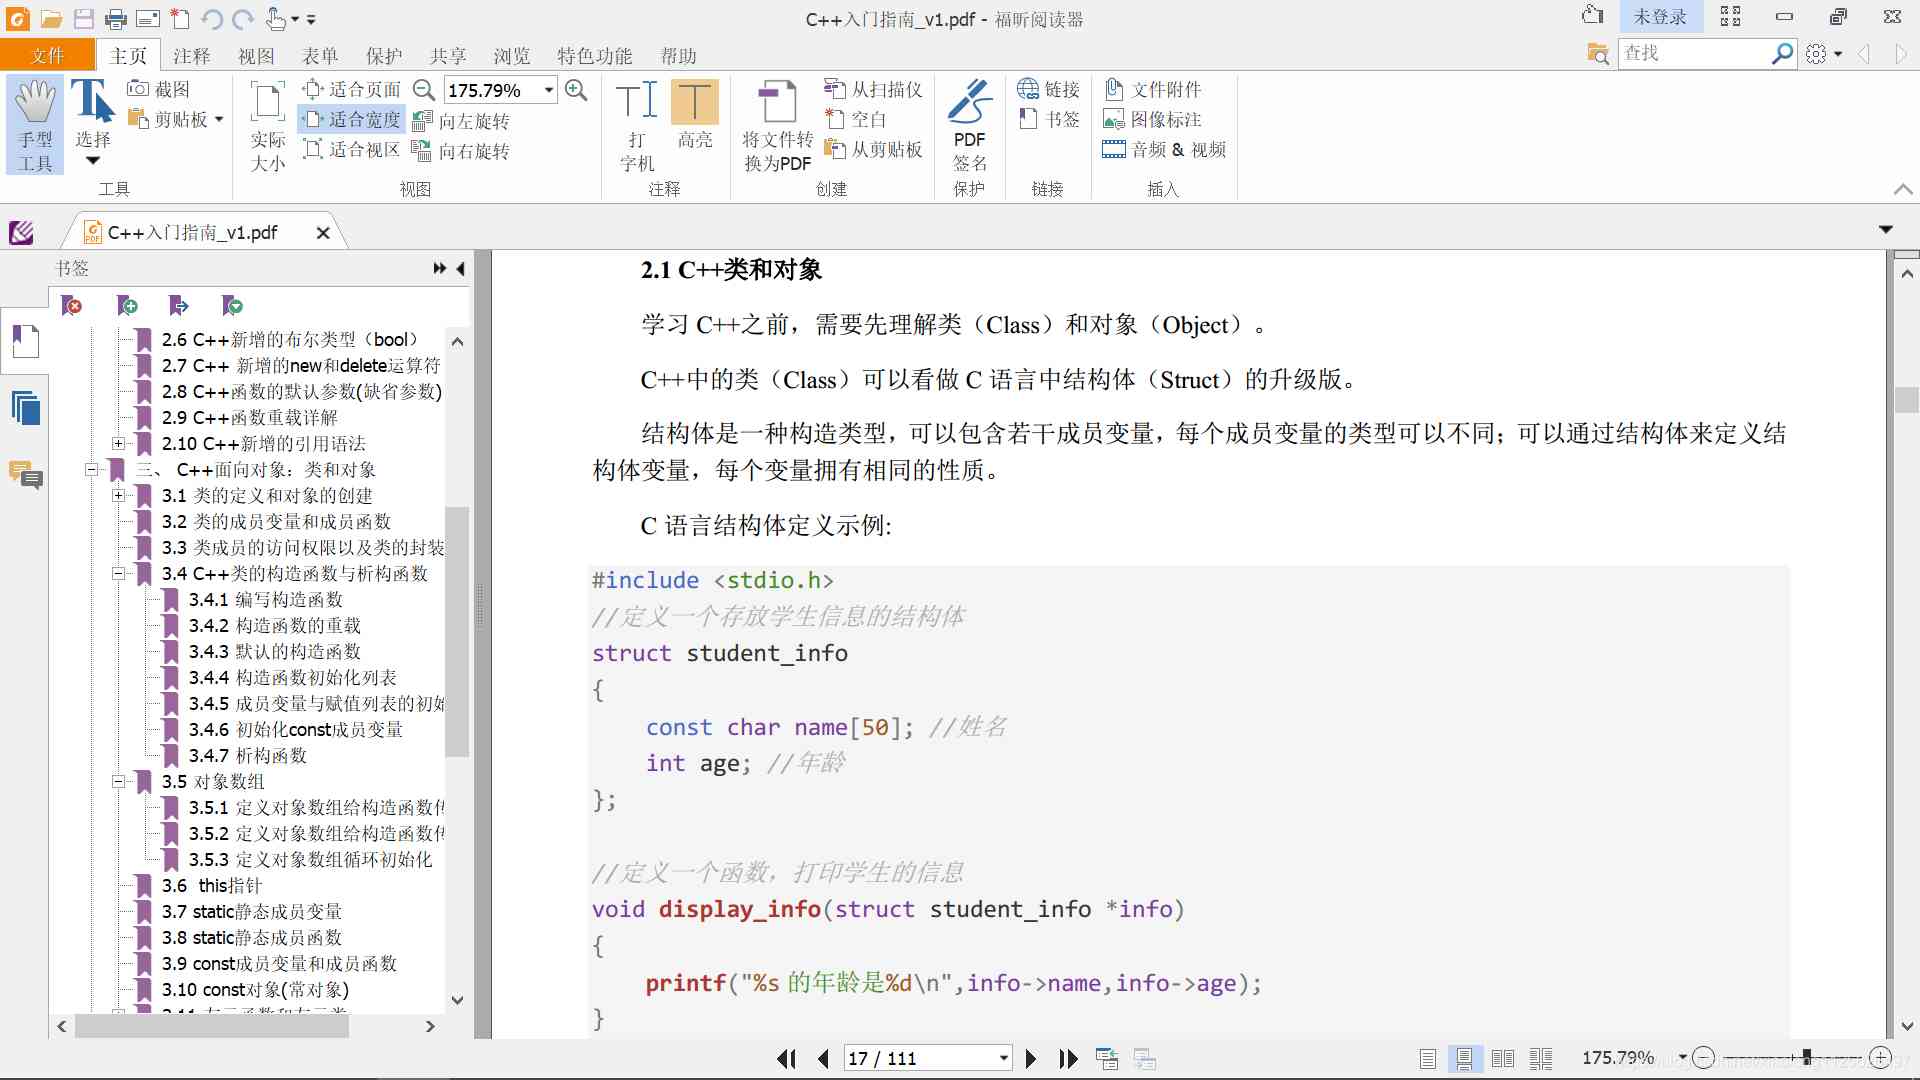 C++入门指南_v1.pdf - 福昕阅读器
未登录
文件 主页 注释 视图 表单 保护 共享 浏览 特色功能 帮助
查找
手型工具
选择
截图
剪贴板
工具
实际大小
适合页面
适合宽度
适合视区
175.79%
向左旋转
向右旋转
视图
打字机
高亮
注释
将文件转换为PDF
从扫描仪
空白
从剪贴板
创建
PDF签名
保护
链接
书签
链接
文件附件
图像标注
音频 & 视频
插入
C++入门指南_v1.pdf
书签
2.6 C++新增的布尔类型（bool）
2.7 C++ 新增的new和delete运算符
2.8 C++函数的默认参数(缺省参数)
2.9 C++函数重载详解
2.10 C++新增的引用语法
三、 C++面向对象：类和对象
3.1 类的定义和对象的创建
3.2 类的成员变量和成员函数
3.3 类成员的访问权限以及类的封装
3.4 C++类的构造函数与析构函数
3.4.1 编写构造函数
3.4.2 构造函数的重载
3.4.3 默认的构造函数
3.4.4 构造函数初始化列表
3.4.5 成员变量与赋值列表的初始
3.4.6 初始化const成员变量
3.4.7 析构函数
3.5 对象数组
3.5.1 定义对象数组给构造函数传
3.5.2 定义对象数组给构造函数传
3.5.3 定义对象数组循环初始化
3.6 this指针
3.7 static静态成员变量
3.8 static静态成员函数
3.9 const成员变量和成员函数
3.10 const对象(常对象)
2.1 C++类和对象
学习 C++之前，需要先理解类（Class）和对象（Object）。
C++中的类（Class）可以看做 C 语言中结构体（Struct）的升级版。
结构体是一种构造类型，可以包含若干成员变量，每个成员变量的类型可以不同；可以通过结构体来定义结
构体变量，每个变量拥有相同的性质。
C 语言结构体定义示例:
#include <stdio.h>
//定义一个存放学生信息的结构体
struct student_info
{
const char name[50]; //姓名
int age; //年龄
};
//定义一个函数，打印学生的信息
void display_info(struct student_info *info)
{
printf("%s 的年龄是%d\n",info->name,info->age);
}
17 / 111
175.79%